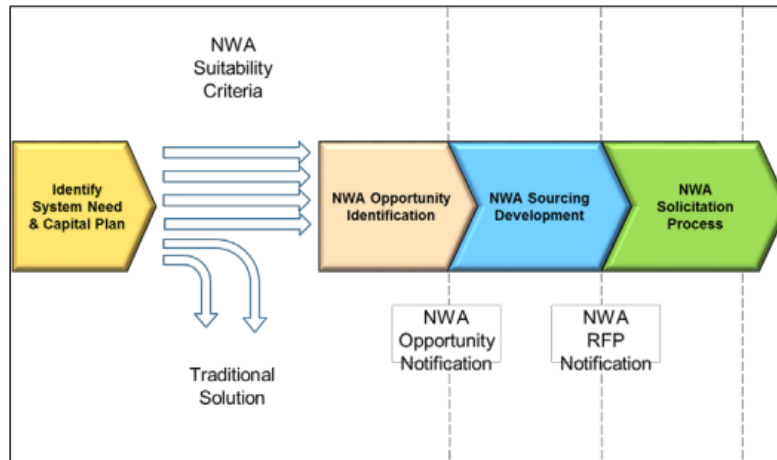 NWA
Suitability
Criteria
Identify
System Need
& Capital Plan
NWA Opportunity
Identification
NWA Sourcing
Development
NWA
Solicitation
Process
NWA
Opportunity
Notification
NWA
RFP
Notification
Traditional
Solution